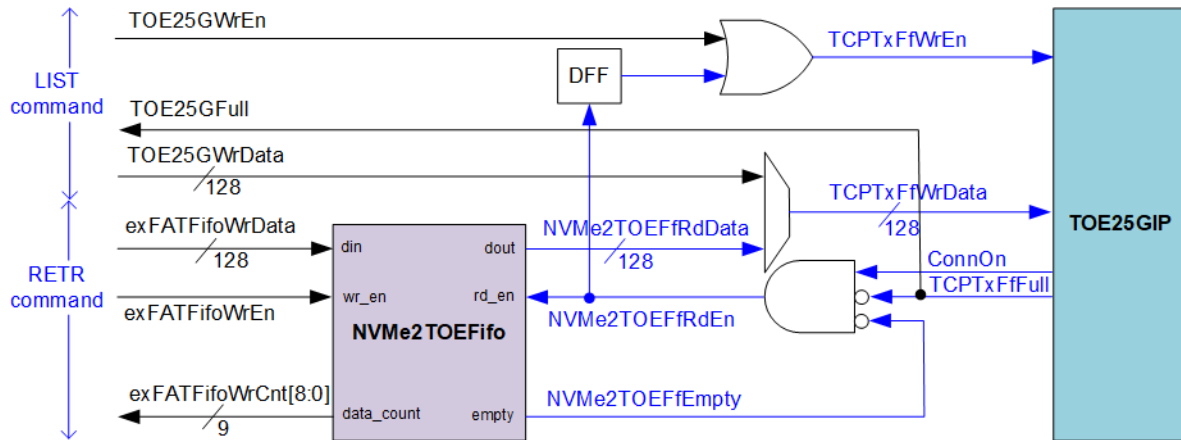 TOE25GWrEn
TCPTxFfWrEn
DFF
LIST
command
TOE25GFull
TOE25GWrData
128
TCPTxFfWrData
128
TOE25GIP
exFATFifoWrData
128
din
dout
NVMe2TOEFfRdData
128
ConnOn
TCPTxFfFull
RETR
command
exFATFifoWrEn
wr_en
rd_en
NVMe2TOEFfRdEn
NVMe2TOEFifo
exFATFifoWrCnt[8:0]
9
data_count
empty
NVMe2TOEFfEmpty